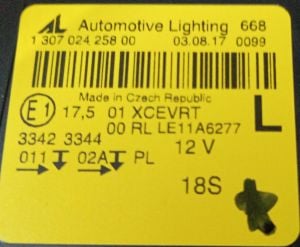 AL Automotive Lighting 668
1 307 024 258 00 03.08.17 0099
Made in Czech Republic
E1 17,5 01 XCEVRT
00 RL LE11A6277 L
3342 3344
011 02A PL 12 V
18S